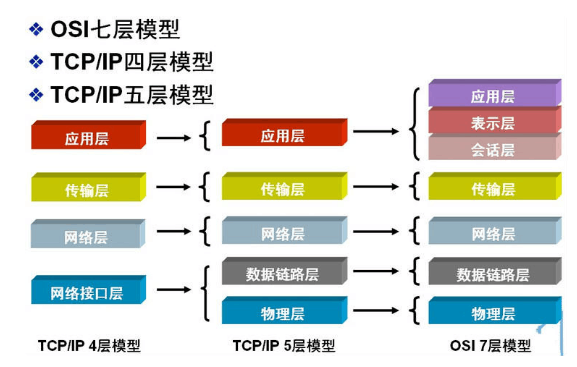 OSI七层模型
TCP/IP四层模型
TCP/IP五层模型
应用层
应用层
应用层
表示层
会话层
传输层
传输层
传输层
网络层
网络层
网络层
网络接口层
数据链路层
数据链路层
物理层
物理层
TCP/IP 4层模型
TCP/IP 5层模型
OSI 7层模型